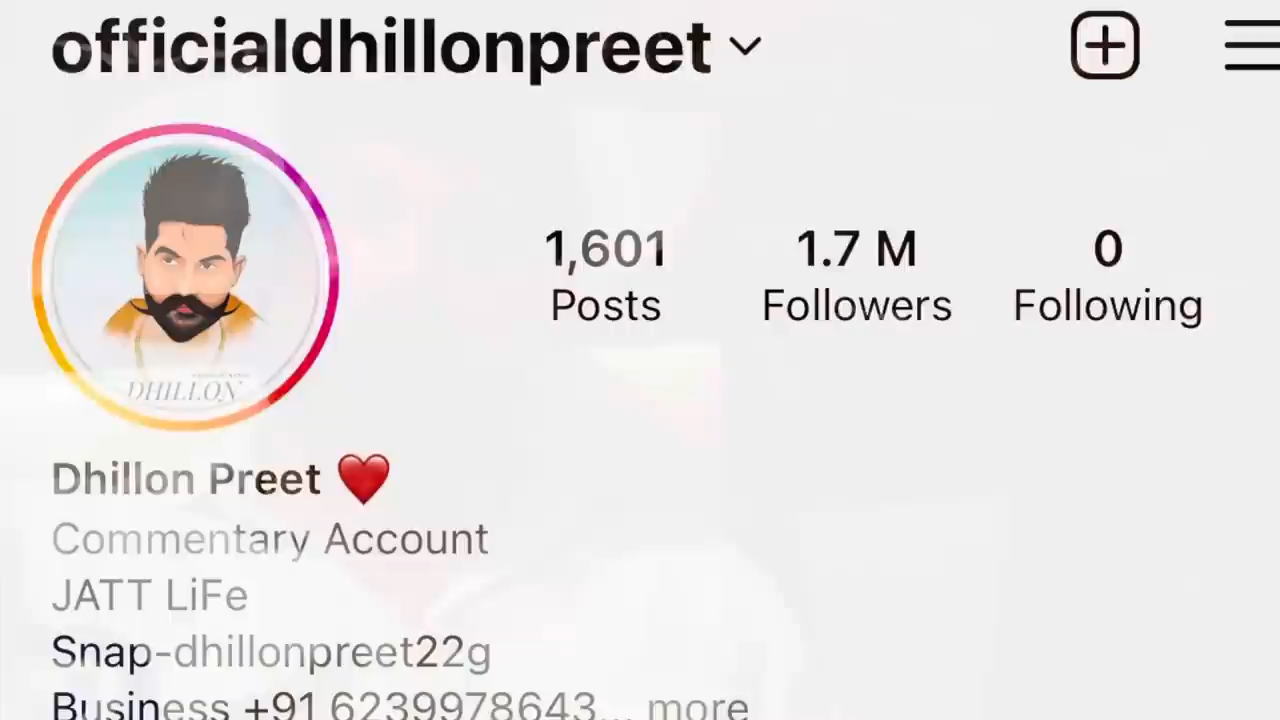 officialdhillonpreet
1,601
Posts
1.7 M
Followers
0
Following
DHILLON
Dhillon Preet ❤️
Commentary Account
JATT LiFe
Snap-dhillonpreet22g
Business +91 6239978643... more